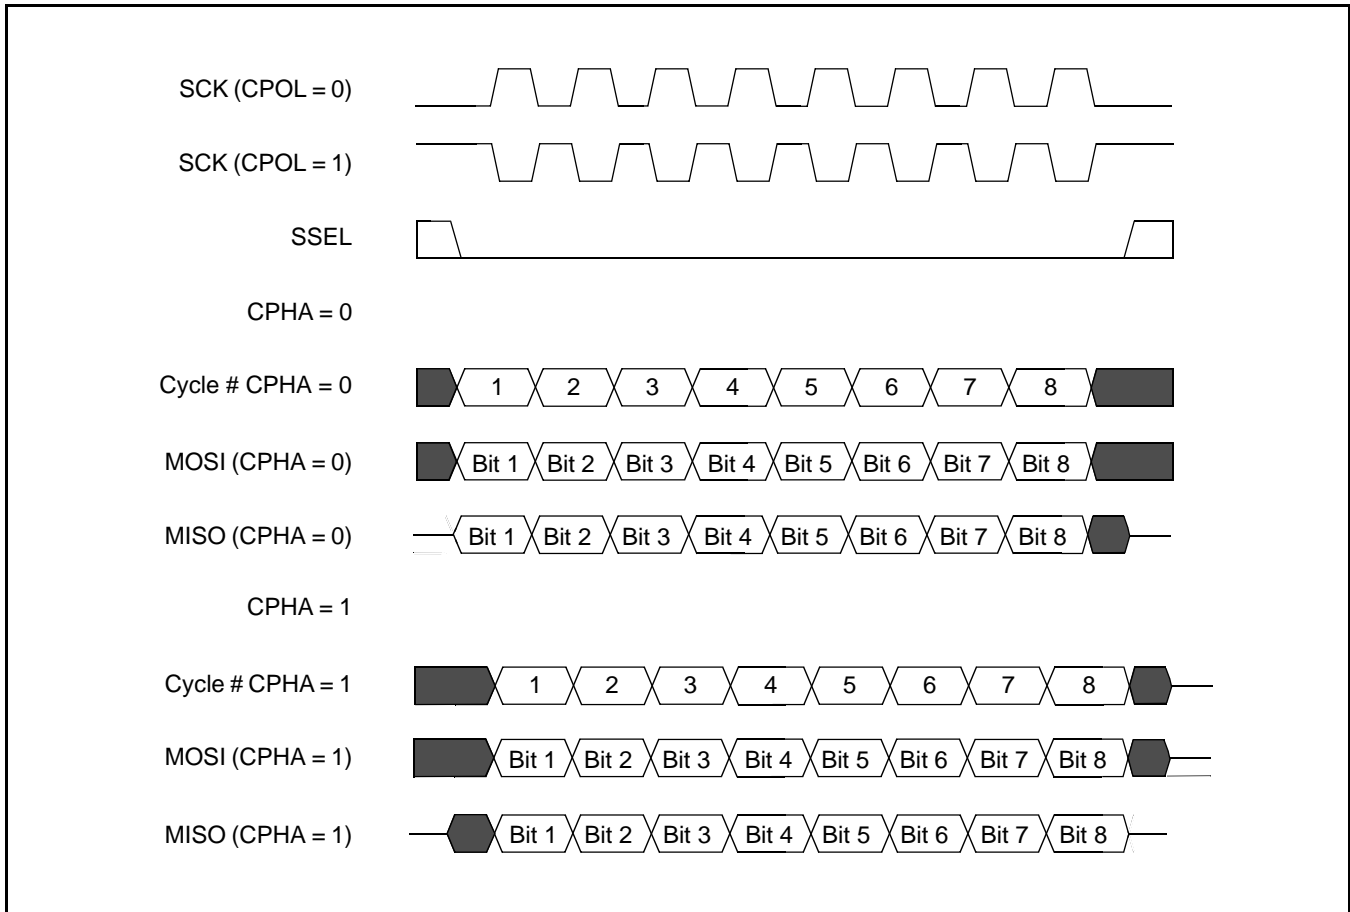 SCK (CPOL = 0)
SCK (CPOL = 1)
SSEL
CPHA = 0
Cycle # CPHA = 0 1 2 3 4 5 6 7 8
MOSI (CPHA = 0) Bit 1 Bit 2 Bit 3 Bit 4 Bit 5 Bit 6 Bit 7 Bit 8
MISO (CPHA = 0) Bit 1 Bit 2 Bit 3 Bit 4 Bit 5 Bit 6 Bit 7 Bit 8
CPHA = 1
Cycle # CPHA = 1 1 2 3 4 5 6 7 8
MOSI (CPHA = 1) Bit 1 Bit 2 Bit 3 Bit 4 Bit 5 Bit 6 Bit 7 Bit 8
MISO (CPHA = 1) Bit 1 Bit 2 Bit 3 Bit 4 Bit 5 Bit 6 Bit 7 Bit 8